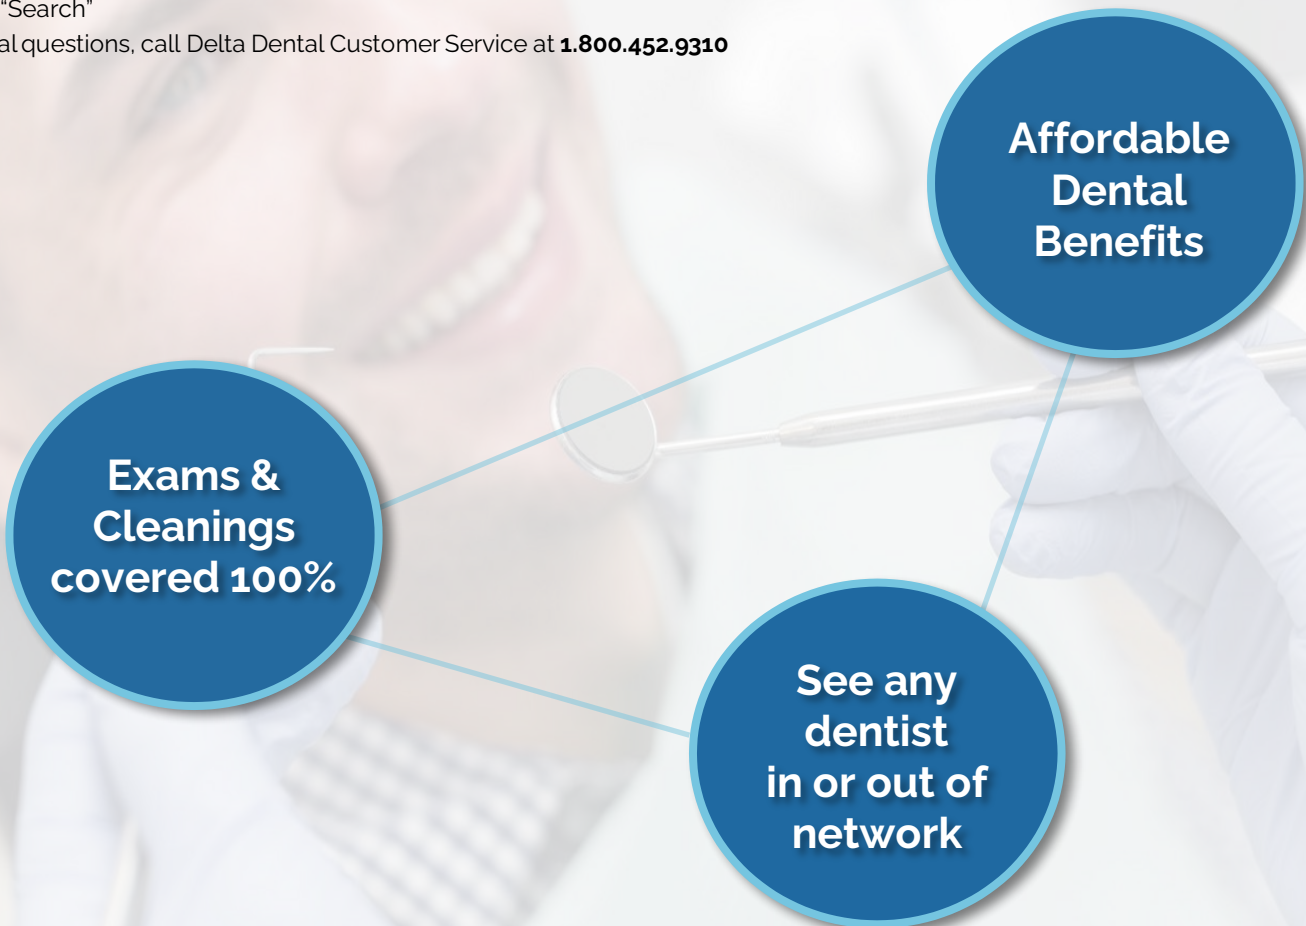 “Search”
questions, call Delta Dental Customer Service at 1.800.452.9310
Affordable
Dental
Benefits
Exams &
Cleanings
covered 100%
See any
dentist
in or out of
network